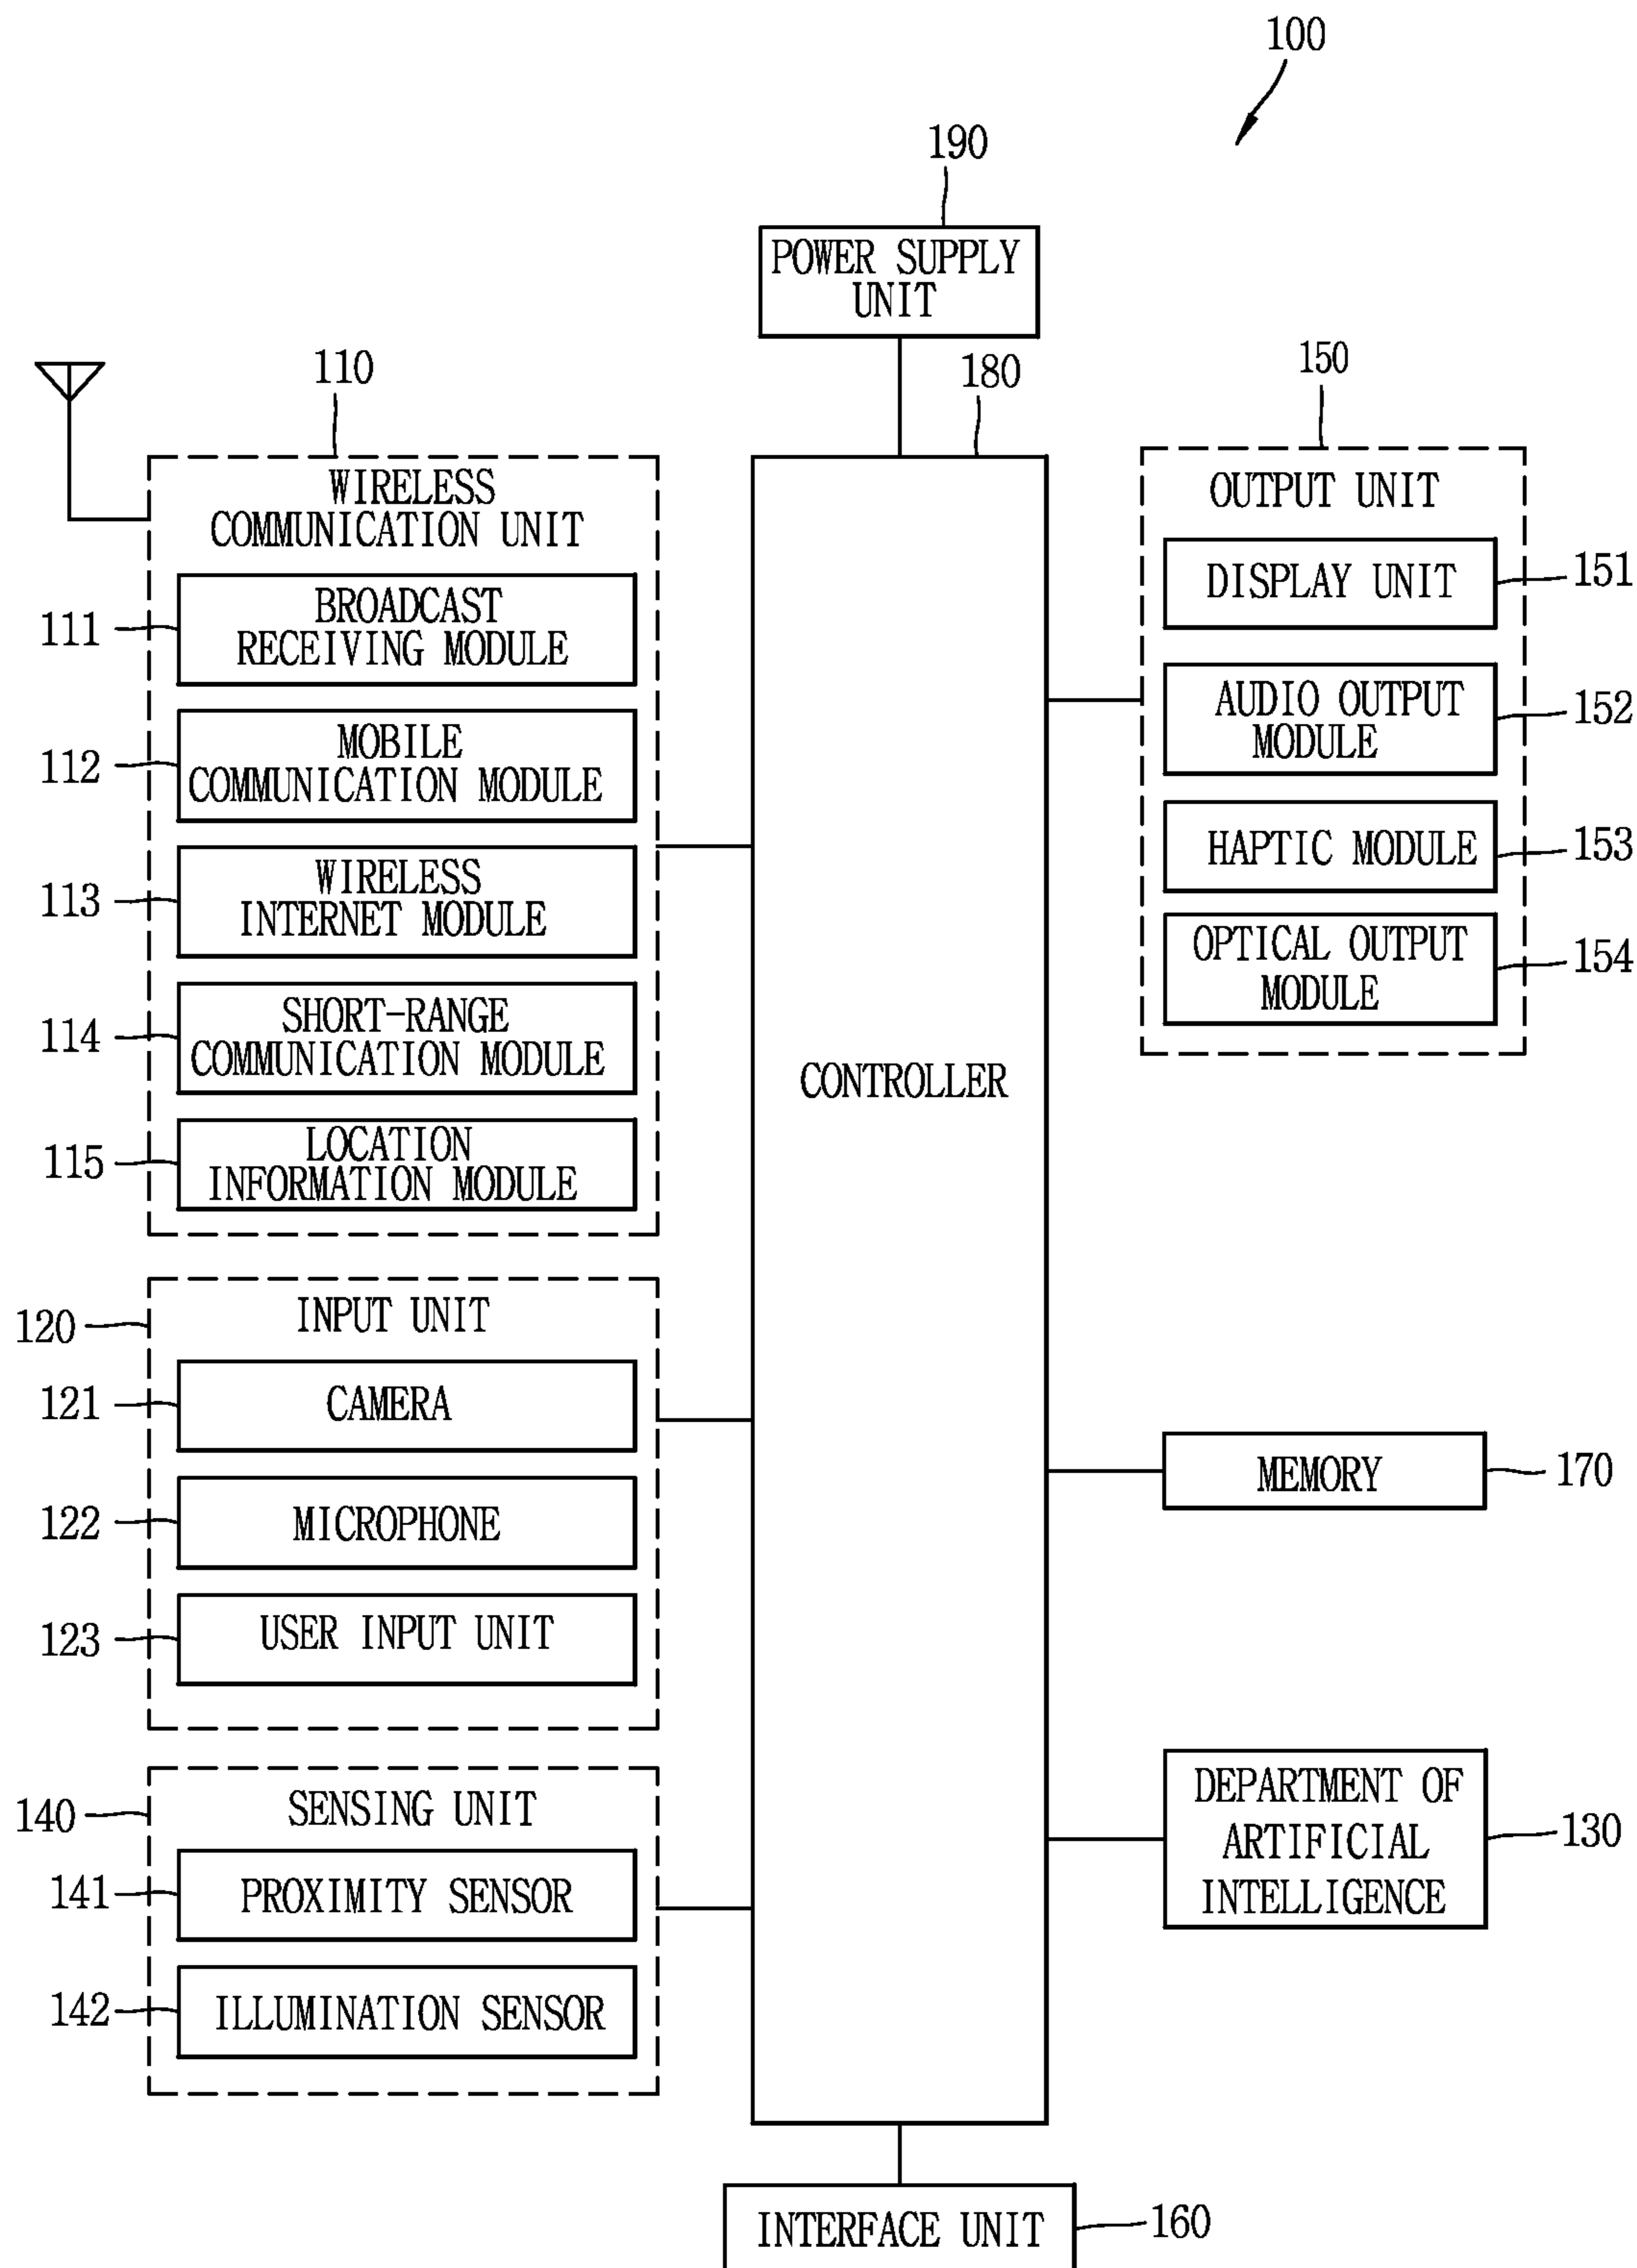 100
190
POWER SUPPLY
UNIT
110
180
150
WIRELESS
COMMUNICATION UNIT
111
BROADCAST
RECEIVING MODULE
112
MOBILE
COMMUNICATION MODULE
113
WIRELESS
INTERNET MODULE
114
SHORT-RANGE
COMMUNICATION MODULE
115
LOCATION
INFORMATION MODULE
120
INPUT UNIT
121
CAMERA
122
MICROPHONE
123
USER INPUT UNIT
140
SENSING UNIT
141
PROXIMITY SENSOR
142
ILLUMINATION SENSOR
CONTROLLER
OUTPUT UNIT
DISPLAY UNIT
151
AUDIO OUTPUT
MODULE
152
HAPTIC MODULE
153
OPTICAL OUTPUT
MODULE
154
MEMORY
170
DEPARTMENT OF
ARTIFICIAL
INTELLIGENCE
130
INTERFACE UNIT
160